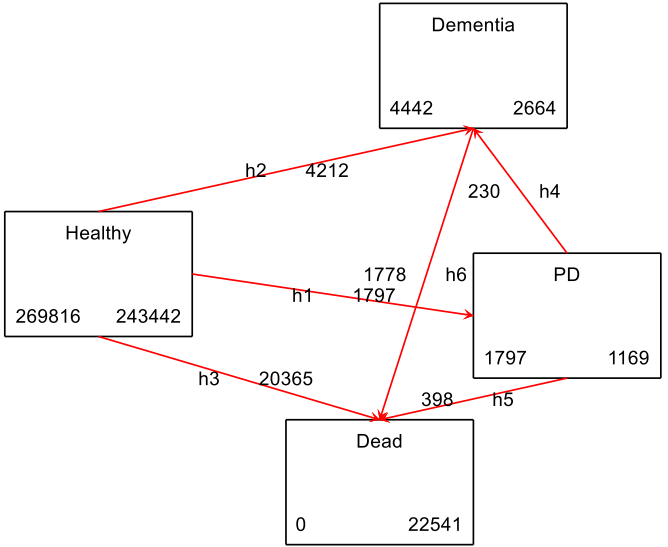 Dementia
4442 2664
h2 4212
230 h4
Healthy
269816 243442
PD
1797 1169
1778 h6
h1 1797
h3 20365
398 h5
Dead
0 22541